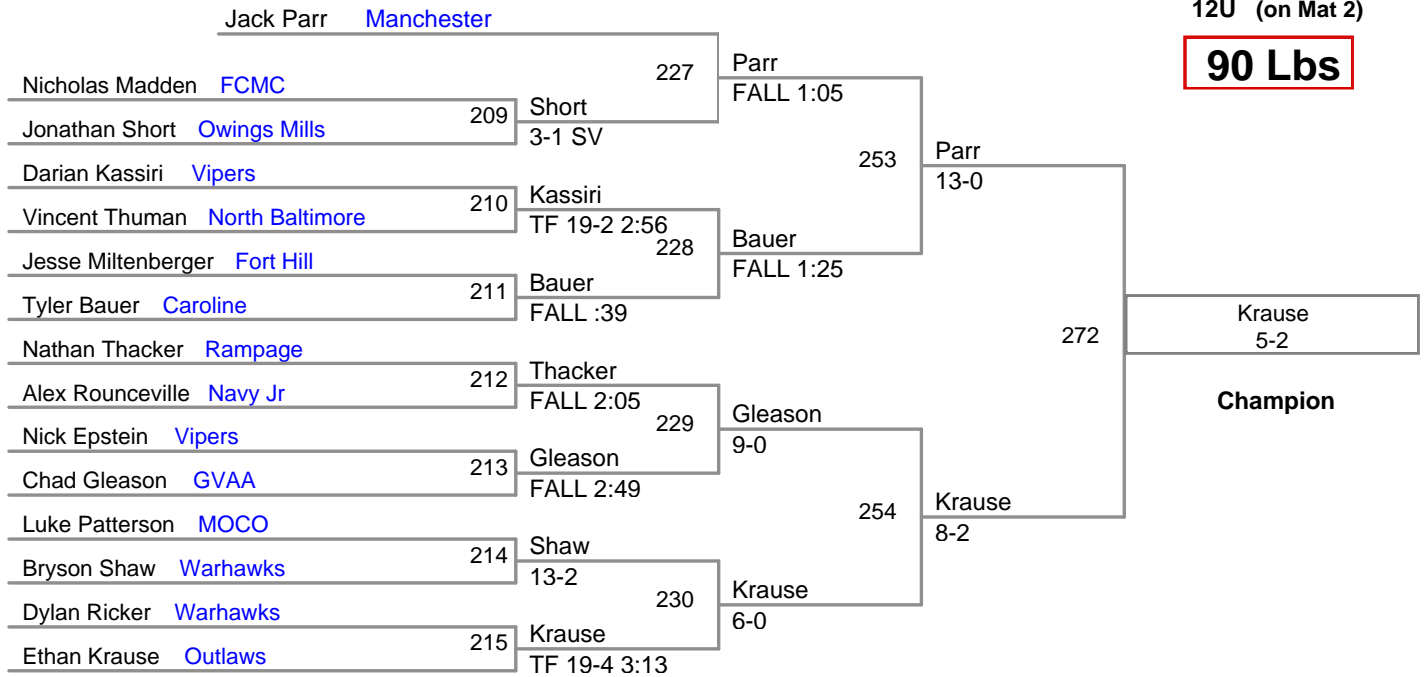 12U (on Mat 2)
90 Lbs
Jack Parr Manchester
227
Parr
FALL 1:05
Nicholas Madden FCMC
209
Short
3-1 SV
Jonathan Short Owings Mills
253
Parr
13-0
Darian Kassiri Vipers
210
Kassiri
TF 19-2 2:56
Vincent Thuman North Baltimore
228
Bauer
FALL 1:25
Jesse Miltenberger Fort Hill
211
Bauer
FALL :39
Tyler Bauer Caroline
272
Krause
5-2
Champion
Nathan Thacker Rampage
212
Thacker
FALL 2:05
Alex Rounceville Navy Jr
229
Gleason
9-0
Nick Epstein Vipers
213
Gleason
FALL 2:49
Chad Gleason GVAA
254
Krause
8-2
Luke Patterson MOCO
214
Shaw
13-2
Bryson Shaw Warhawks
230
Krause
6-0
Dylan Ricker Warhawks
215
Krause
TF 19-4 3:13
Ethan Krause Outlaws